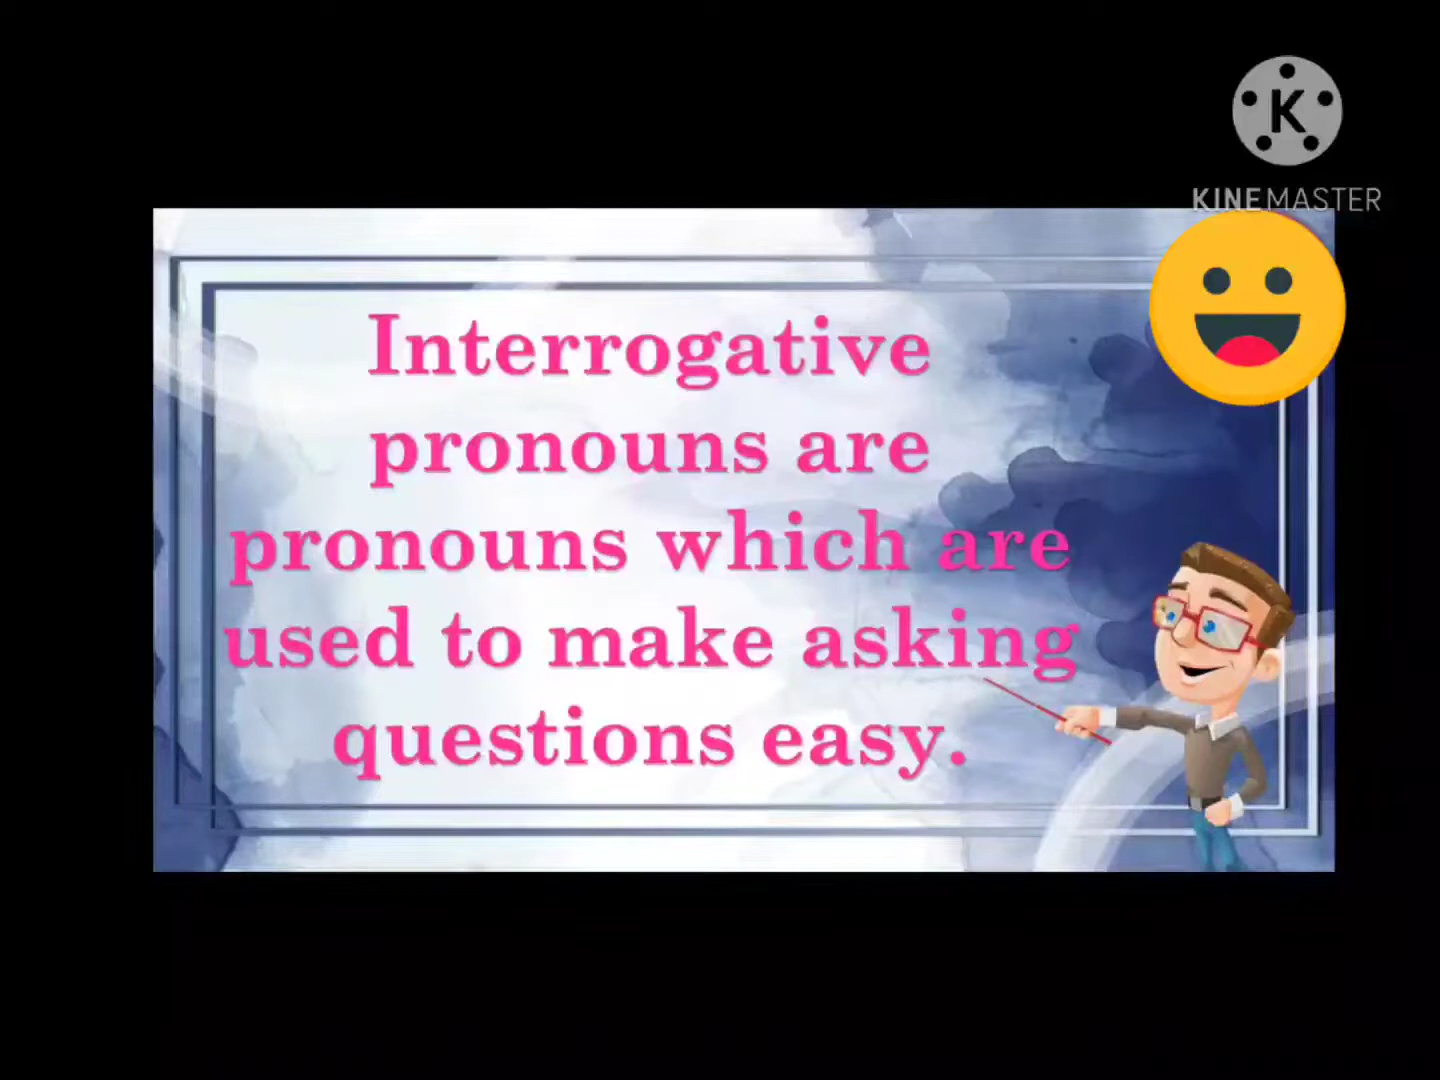 K
KINEMASTER
Interrogative
pronouns are
pronouns which are
used to make asking
questions easy.